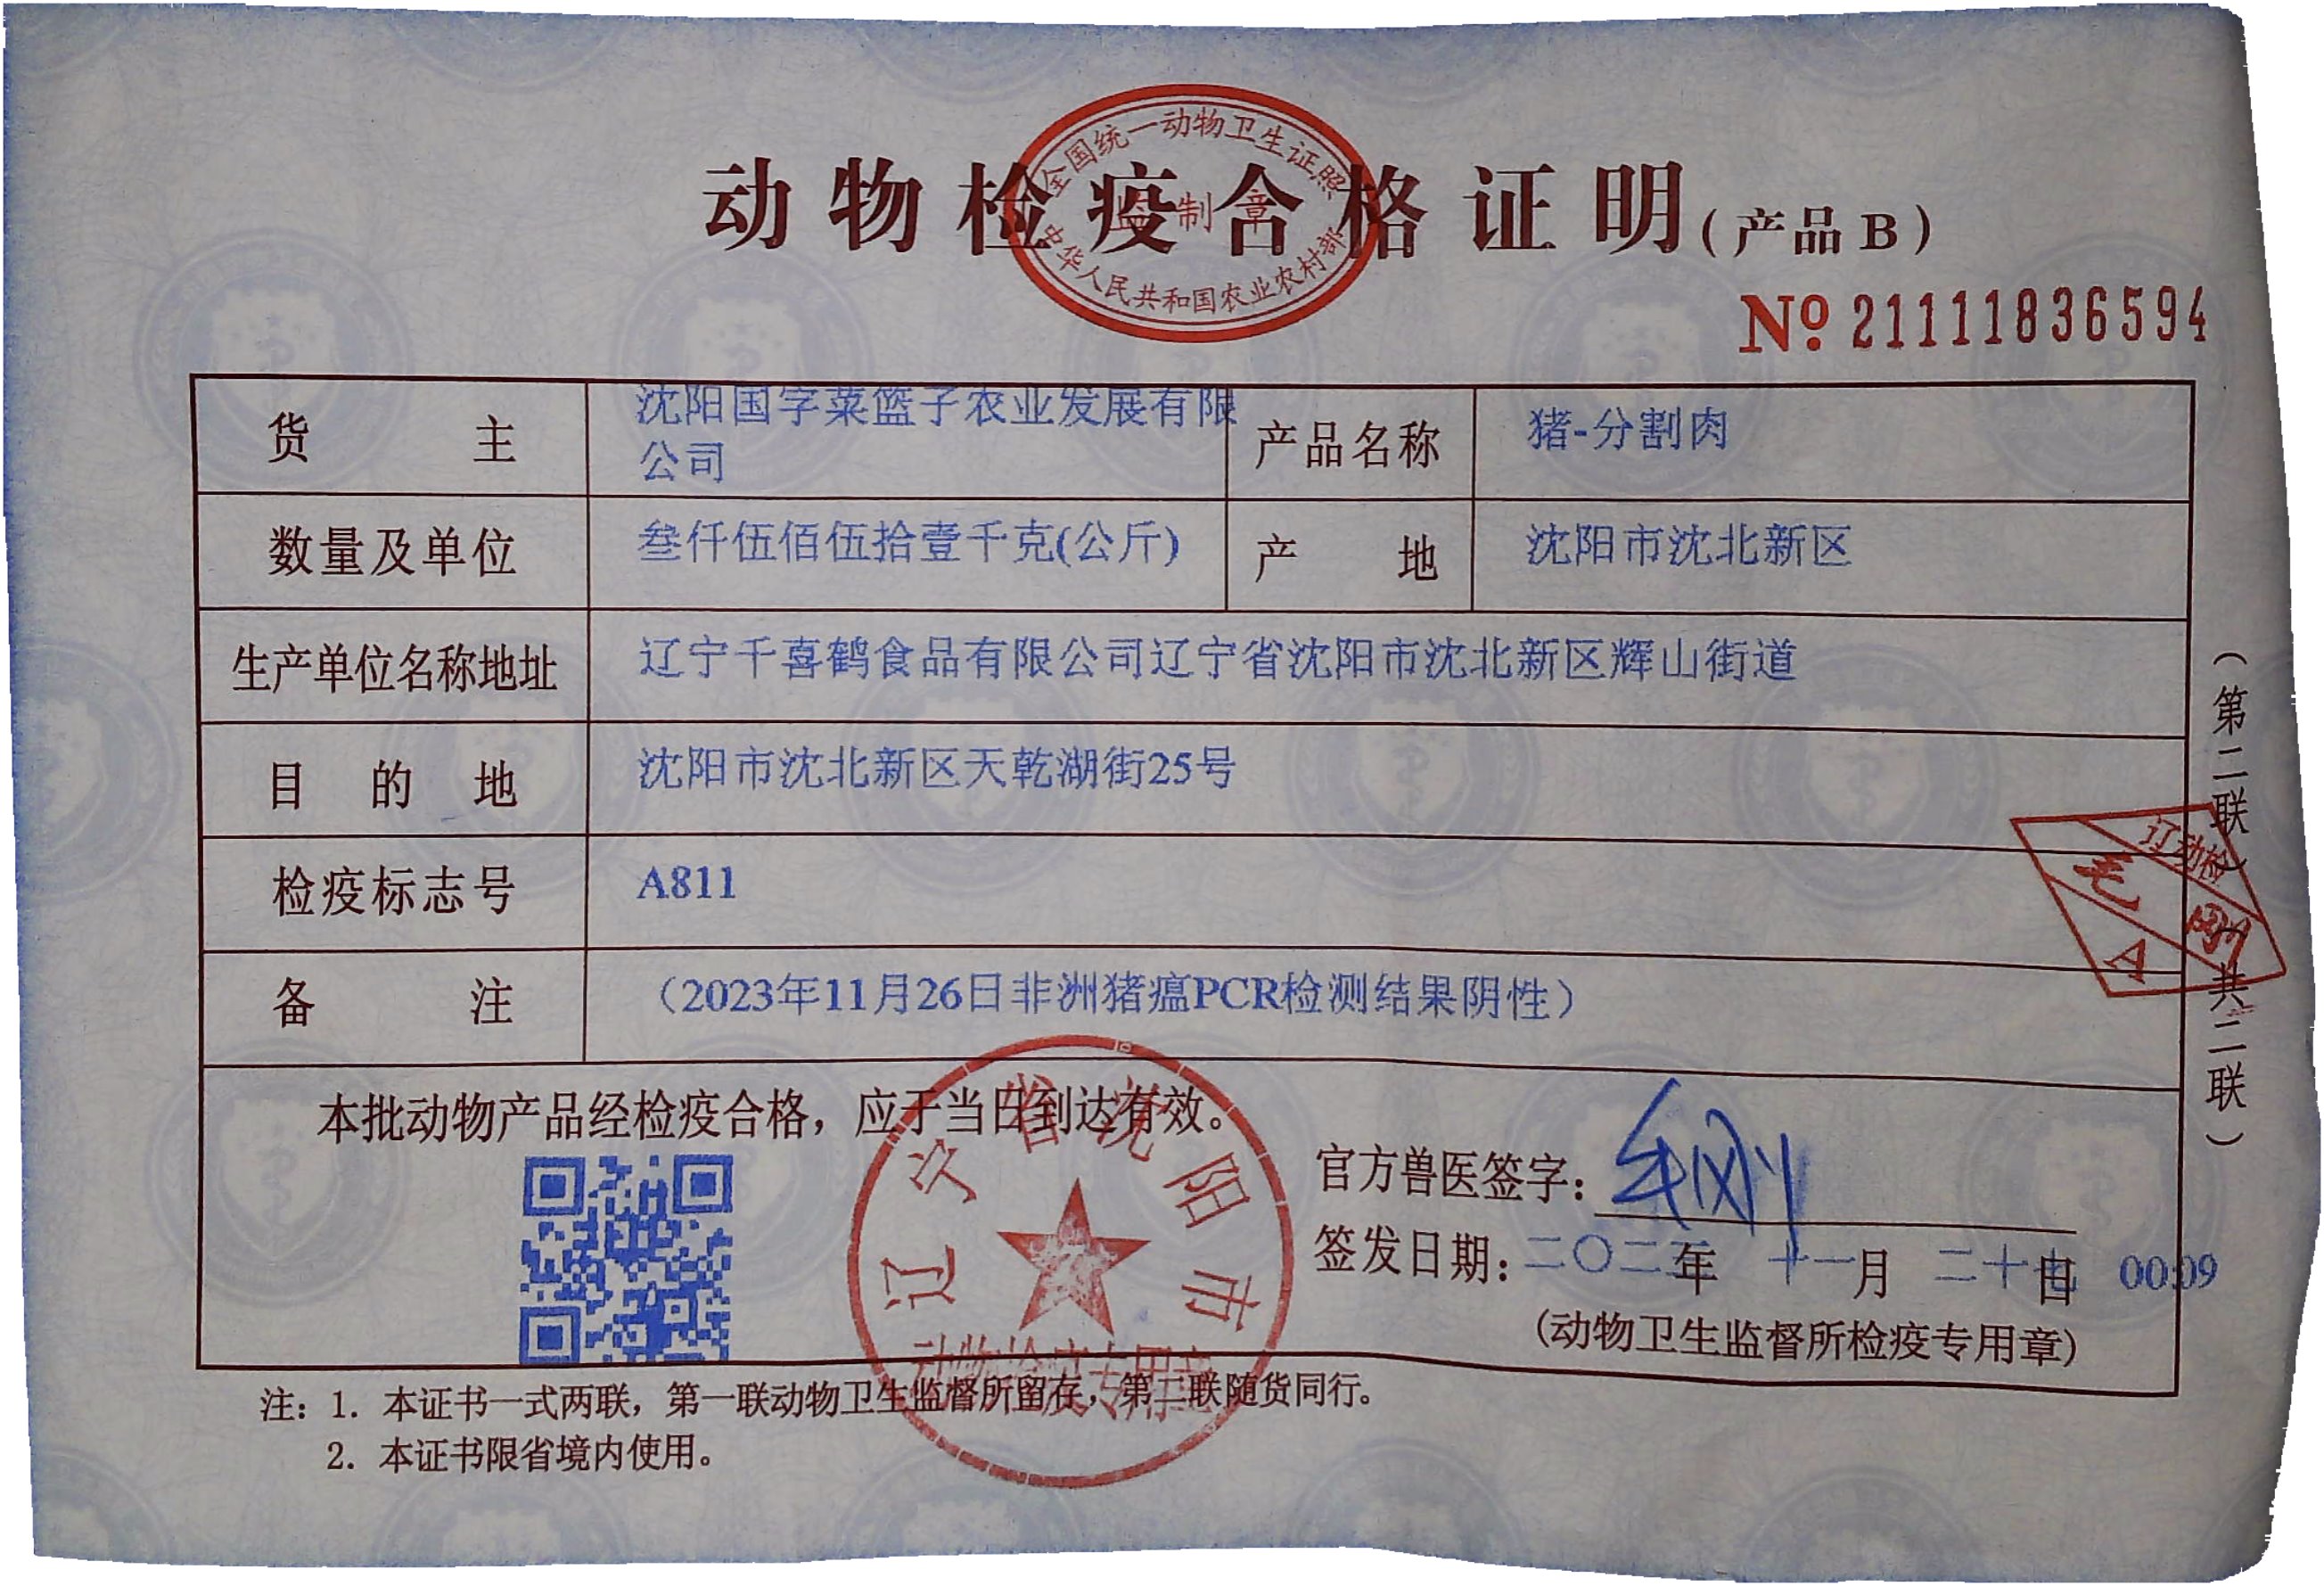 动物检疫合格证明(产品B)
全国统一动物卫生证照
监制章
中华人民共和国农业农村部
№ 21111836594
货主 沈阳国字菜篮子农业发展有限公司 产品名称 猪-分割肉
数量及单位 叁仟伍佰伍拾壹千克(公斤) 产地 沈阳市沈北新区
生产单位名称地址 辽宁千喜鹤食品有限公司辽宁省沈阳市沈北新区辉山街道
目的地 沈阳市沈北新区天乾湖街25号
检疫标志号 A811
备注 （2023年11月26日非洲猪瘟PCR检测结果阴性）
本批动物产品经检疫合格，应于当日到达有效。
官方兽医签字：
签发日期：二〇二三年 十一月 二十七日 00:09
(动物卫生监督所检疫专用章)
辽宁省沈阳市
动物检疫专用章
注：1. 本证书一式两联，第一联动物卫生监督所留存，第二联随货同行。
2. 本证书限省境内使用。
（第二联 共二联）
辽动检
A